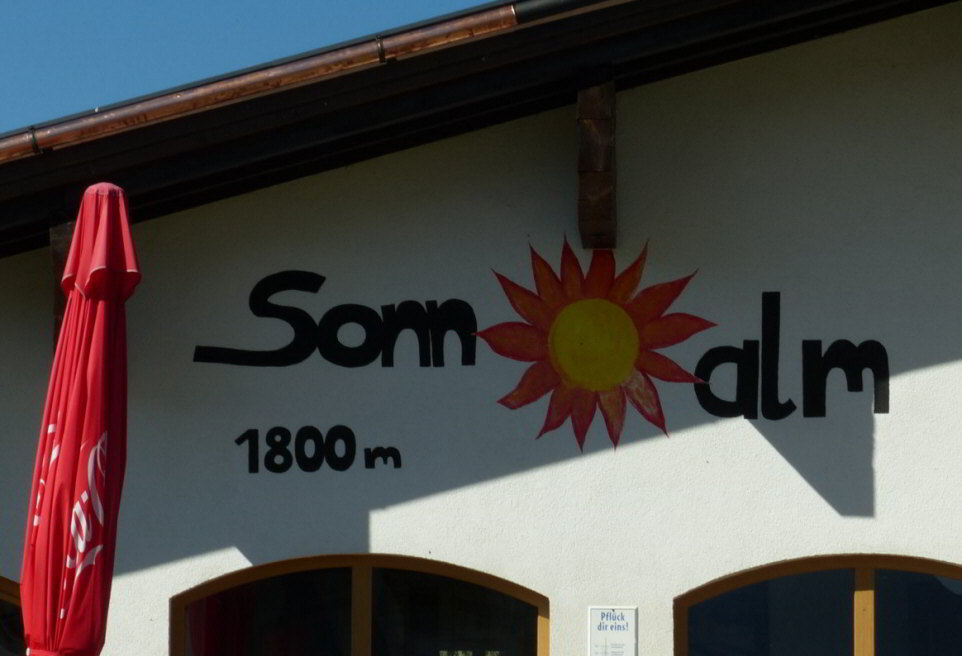 Sonn alm
1800 m
Pflück
dir eins!